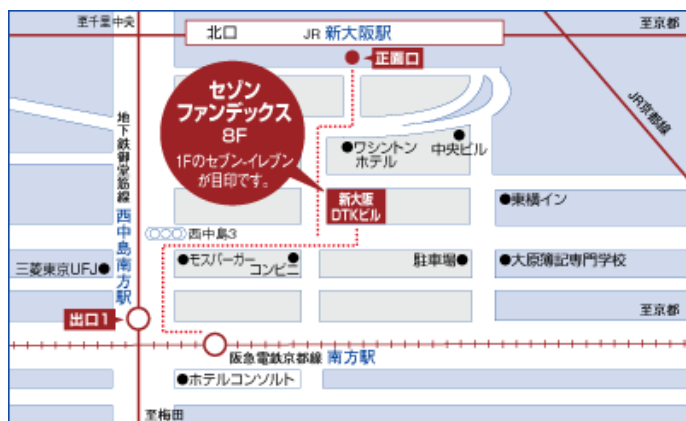 至千里中央
北口
JR 新大阪駅
至京都
正面口
セゾン
ファンデックス
8F
1Fのセブン-イレブン
が目印です。
JR京都線
地下鉄御堂筋線
西中島南方駅
ワシントン
ホテル
中央ビル
新大阪
DTKビル
東横イン
西中島3
三菱東京UFJ
モスバーガー
コンビニ
駐車場
大原簿記専門学校
出口1
至京都
阪急電鉄京都線 南方駅
ホテルコンソルト
至梅田